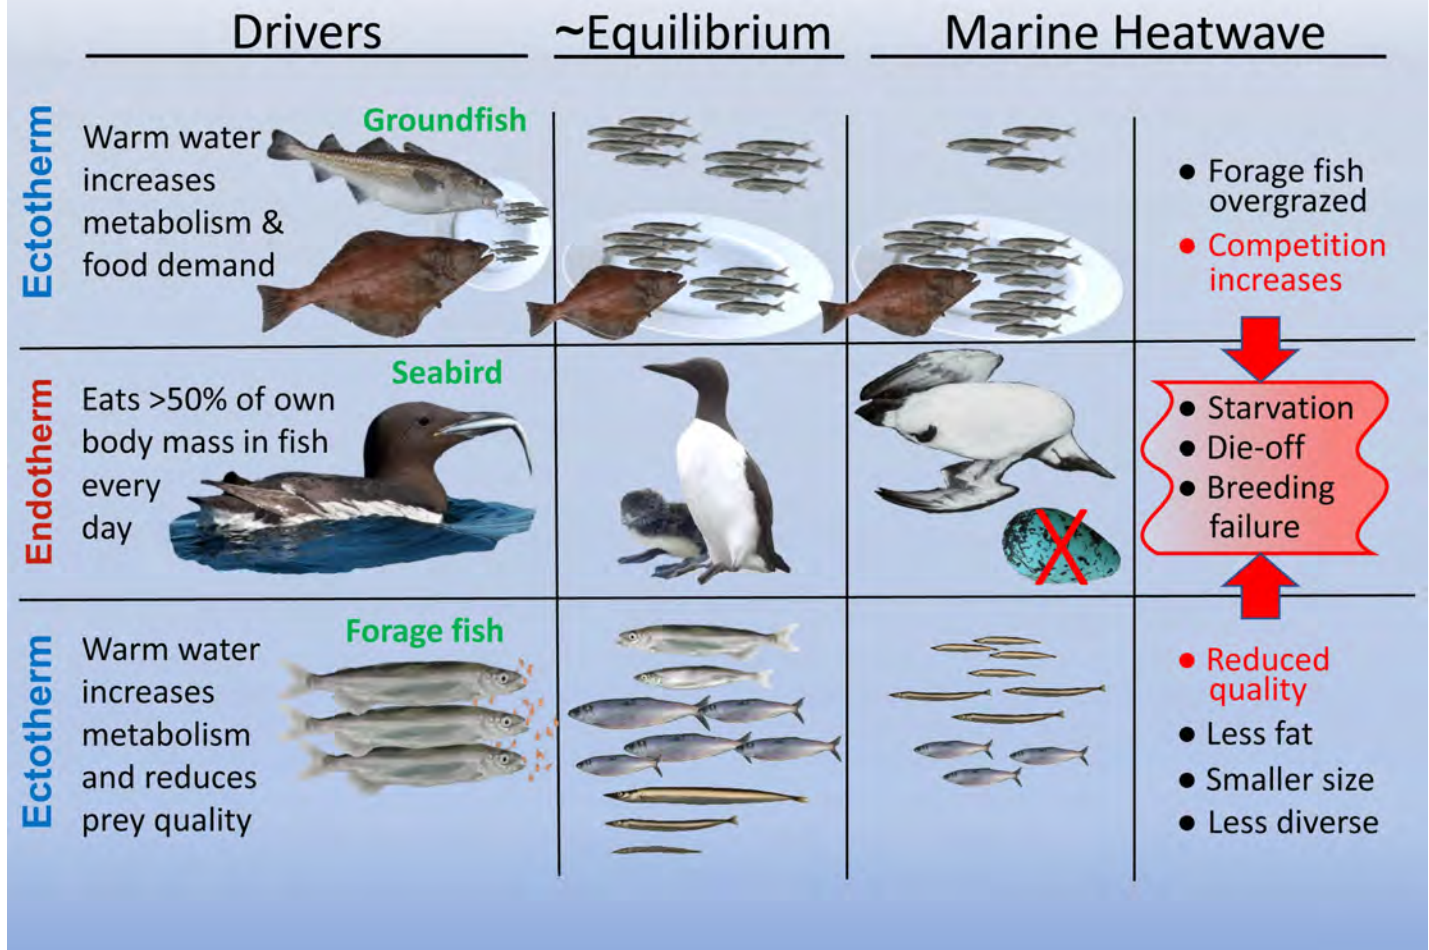 Drivers
~Equilibrium
Marine Heatwave
Ectotherm
Warm water
increases
metabolism &
food demand
Groundfish
● Forage fish
overgrazed
● Competition
increases
Endotherm
Eats >50% of own
body mass in fish
every
day
Seabird
● Starvation
● Die-off
● Breeding
failure
Ectotherm
Warm water
increases
metabolism
and reduces
prey quality
Forage fish
● Reduced
quality
● Less fat
● Smaller size
● Less diverse